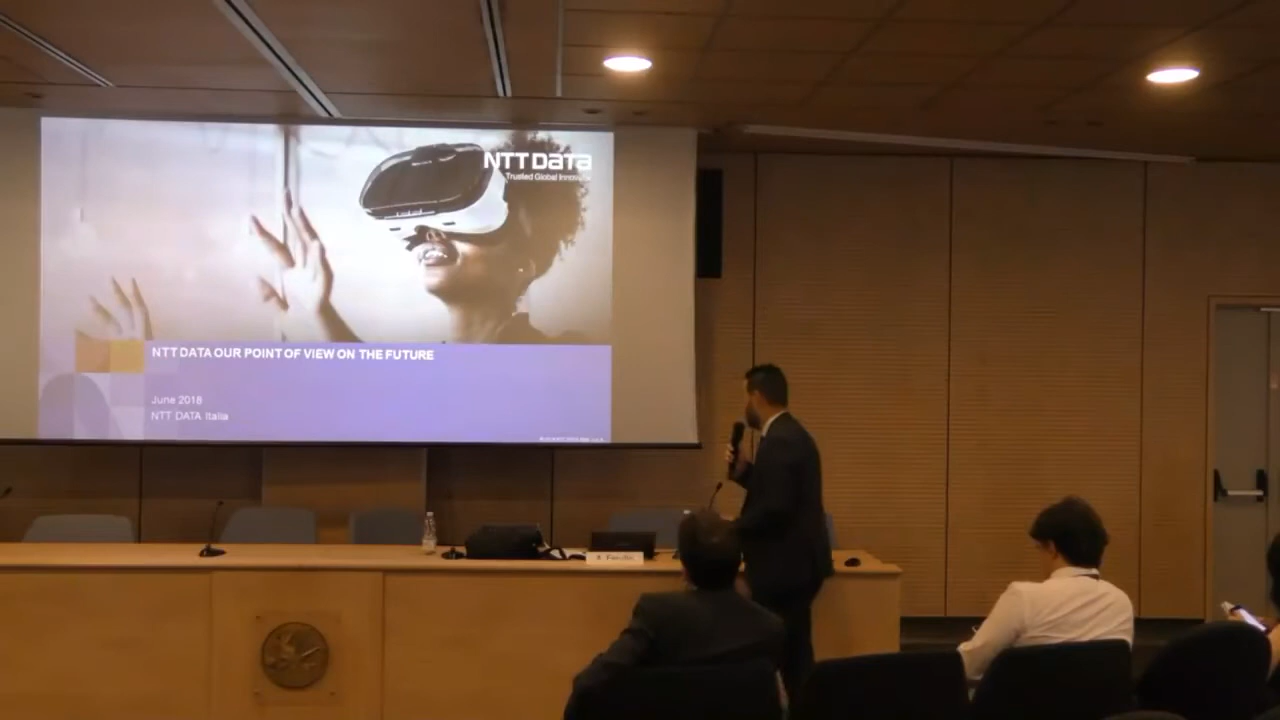 NTT DATA
Trusted Global Innovator
NTT DATA OUR POINT OF VIEW ON THE FUTURE
June 2018
NTT DATA Italia